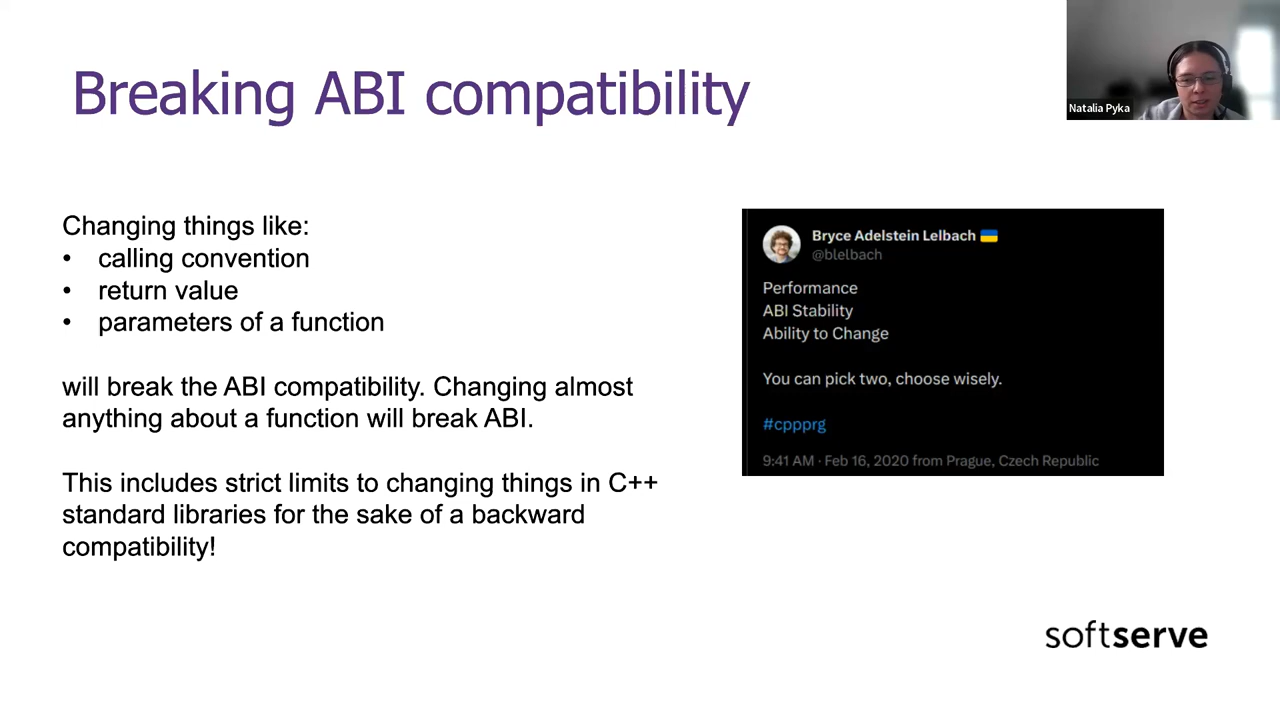 Breaking ABI compatibility
Natalia Pyka
Changing things like:
• calling convention
• return value
• parameters of a function
will break the ABI compatibility. Changing almost
anything about a function will break ABI.
This includes strict limits to changing things in C++
standard libraries for the sake of a backward
compatibility!
Bryce Adelstein Lelbach 🇺🇦
@blelbach
Performance
ABI Stability
Ability to Change
You can pick two, choose wisely.
#cppprg
9:41 AM · Feb 16, 2020 from Prague, Czech Republic
softserve